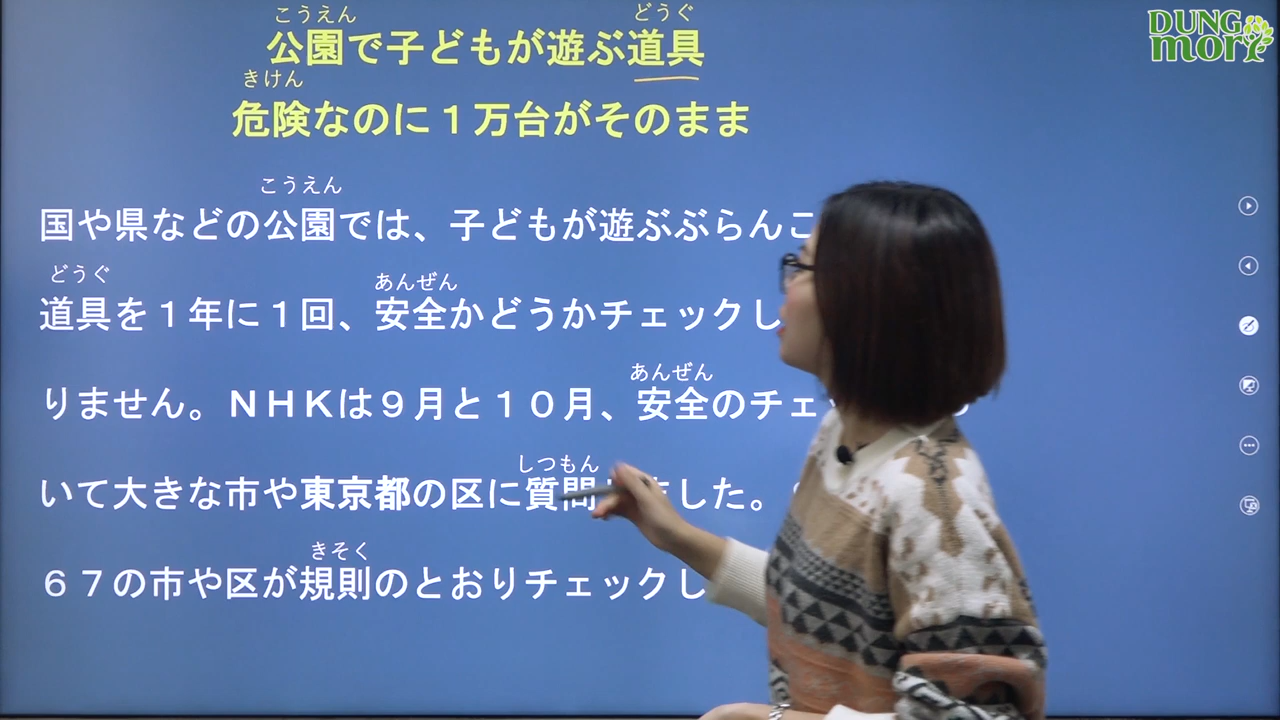 こうえん どうぐ
公園で子どもが遊ぶ道具
きけん
危険なのに１万台がそのまま
こうえん
国や県などの公園では、子どもが遊ぶぶらんこ
どうぐ あんぜん
道具を１年に１回、安全かどうかチェックし
あんぜん
りません。ＮＨＫは９月と１０月、安全のチェ
しつもん
いて大きな市や東京都の区に質問しました。
きそく
６７の市や区が規則のとおりチェックし
DUNG
mori